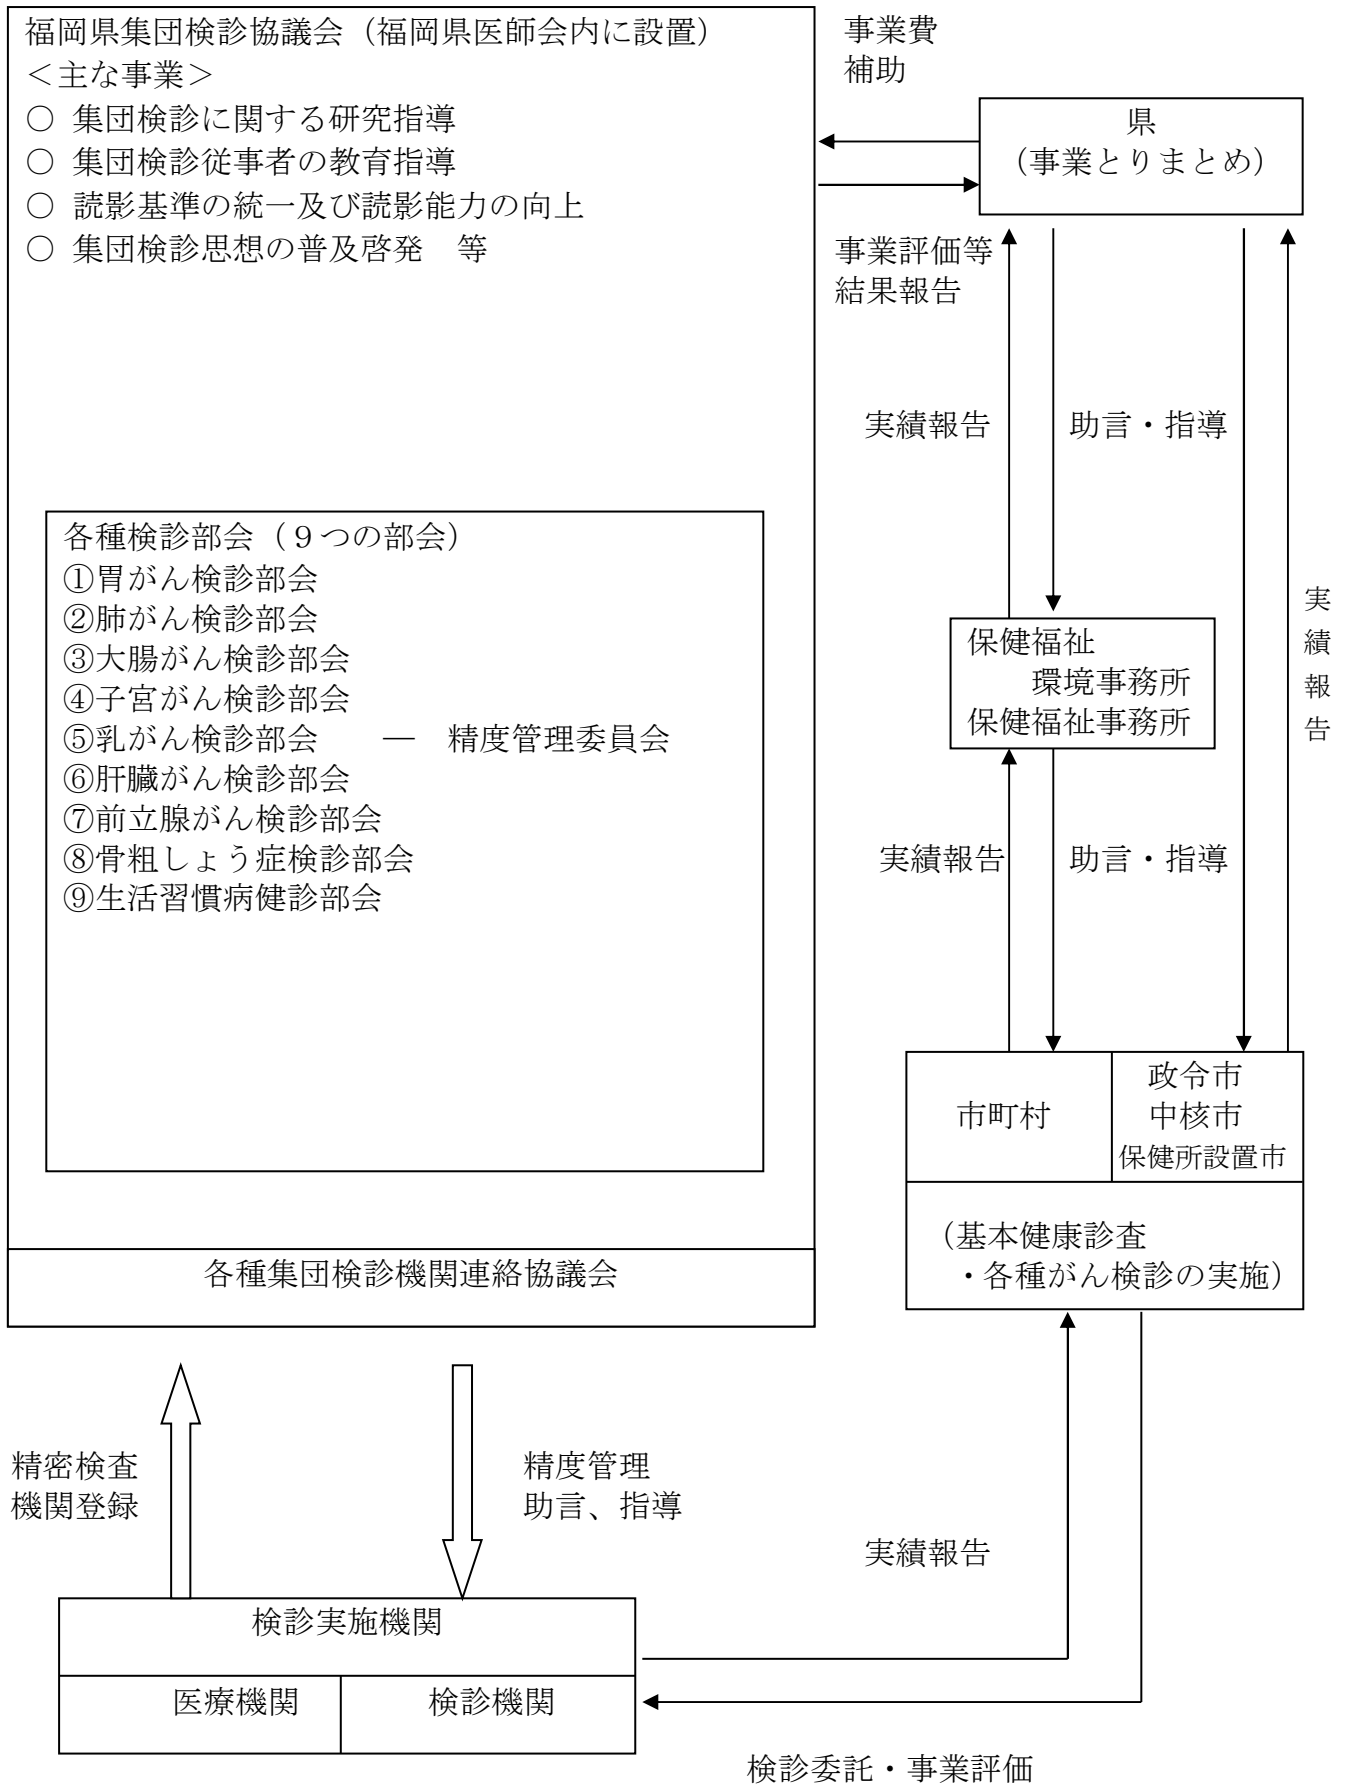 福岡県集団検診協議会（福岡県医師会内に設置）
＜主な事業＞
○ 集団検診に関する研究指導
○ 集団検診従事者の教育指導
○ 読影基準の統一及び読影能力の向上
○ 集団検診思想の普及啓発　等
事業費
補助
県
（事業とりまとめ）
事業評価等
結果報告
実績報告
助言・指導
各種検診部会（９つの部会）
①胃がん検診部会
②肺がん検診部会
③大腸がん検診部会
④子宮がん検診部会
⑤乳がん検診部会　　―　精度管理委員会
⑥肝臓がん検診部会
⑦前立腺がん検診部会
⑧骨粗しょう症検診部会
⑨生活習慣病健診部会
保健福祉
環境事務所
保健福祉事務所
実績報告
実績報告
助言・指導
市町村
政令市
中核市
保健所設置市
（基本健康診査
・各種がん検診の実施）
各種集団検診機関連絡協議会
精密検査
機関登録
精度管理
助言、指導
実績報告
検診実施機関
医療機関
検診機関
検診委託・事業評価